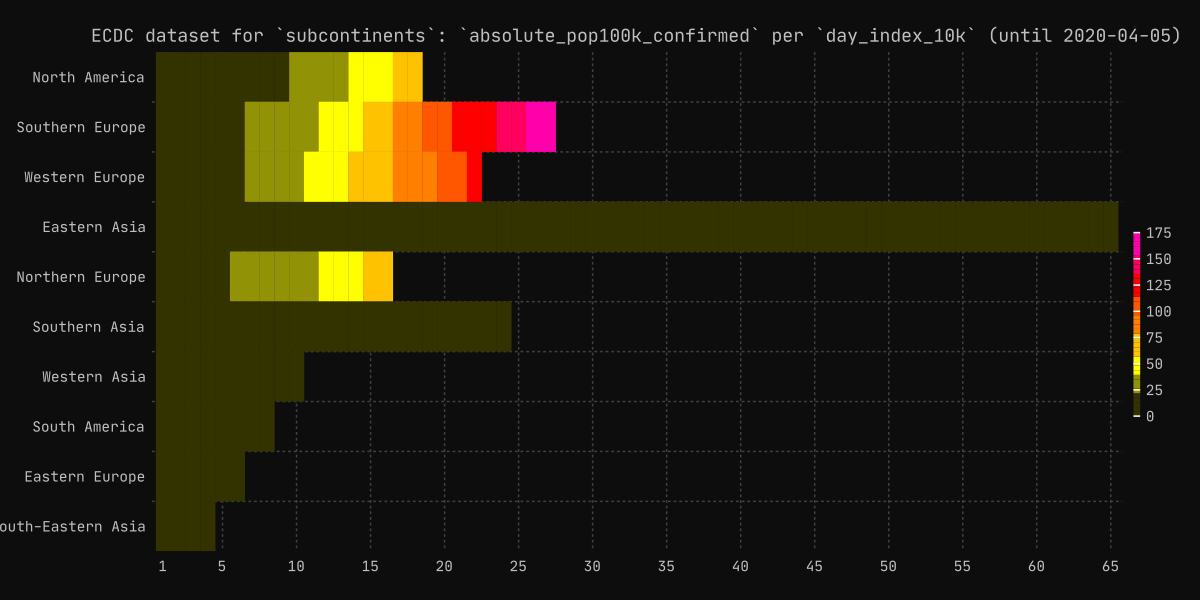 ECDC dataset for `subcontinents`: `absolute_pop100k_confirmed` per `day_index_10k` (until 2020-04-05)
North America
Southern Europe
Western Europe
Eastern Asia
Northern Europe
Southern Asia
Western Asia
South America
Eastern Europe
outh-Eastern Asia
175
150
125
100
75
50
25
0
1 5 10 15 20 25 30 35 40 45 50 55 60 65